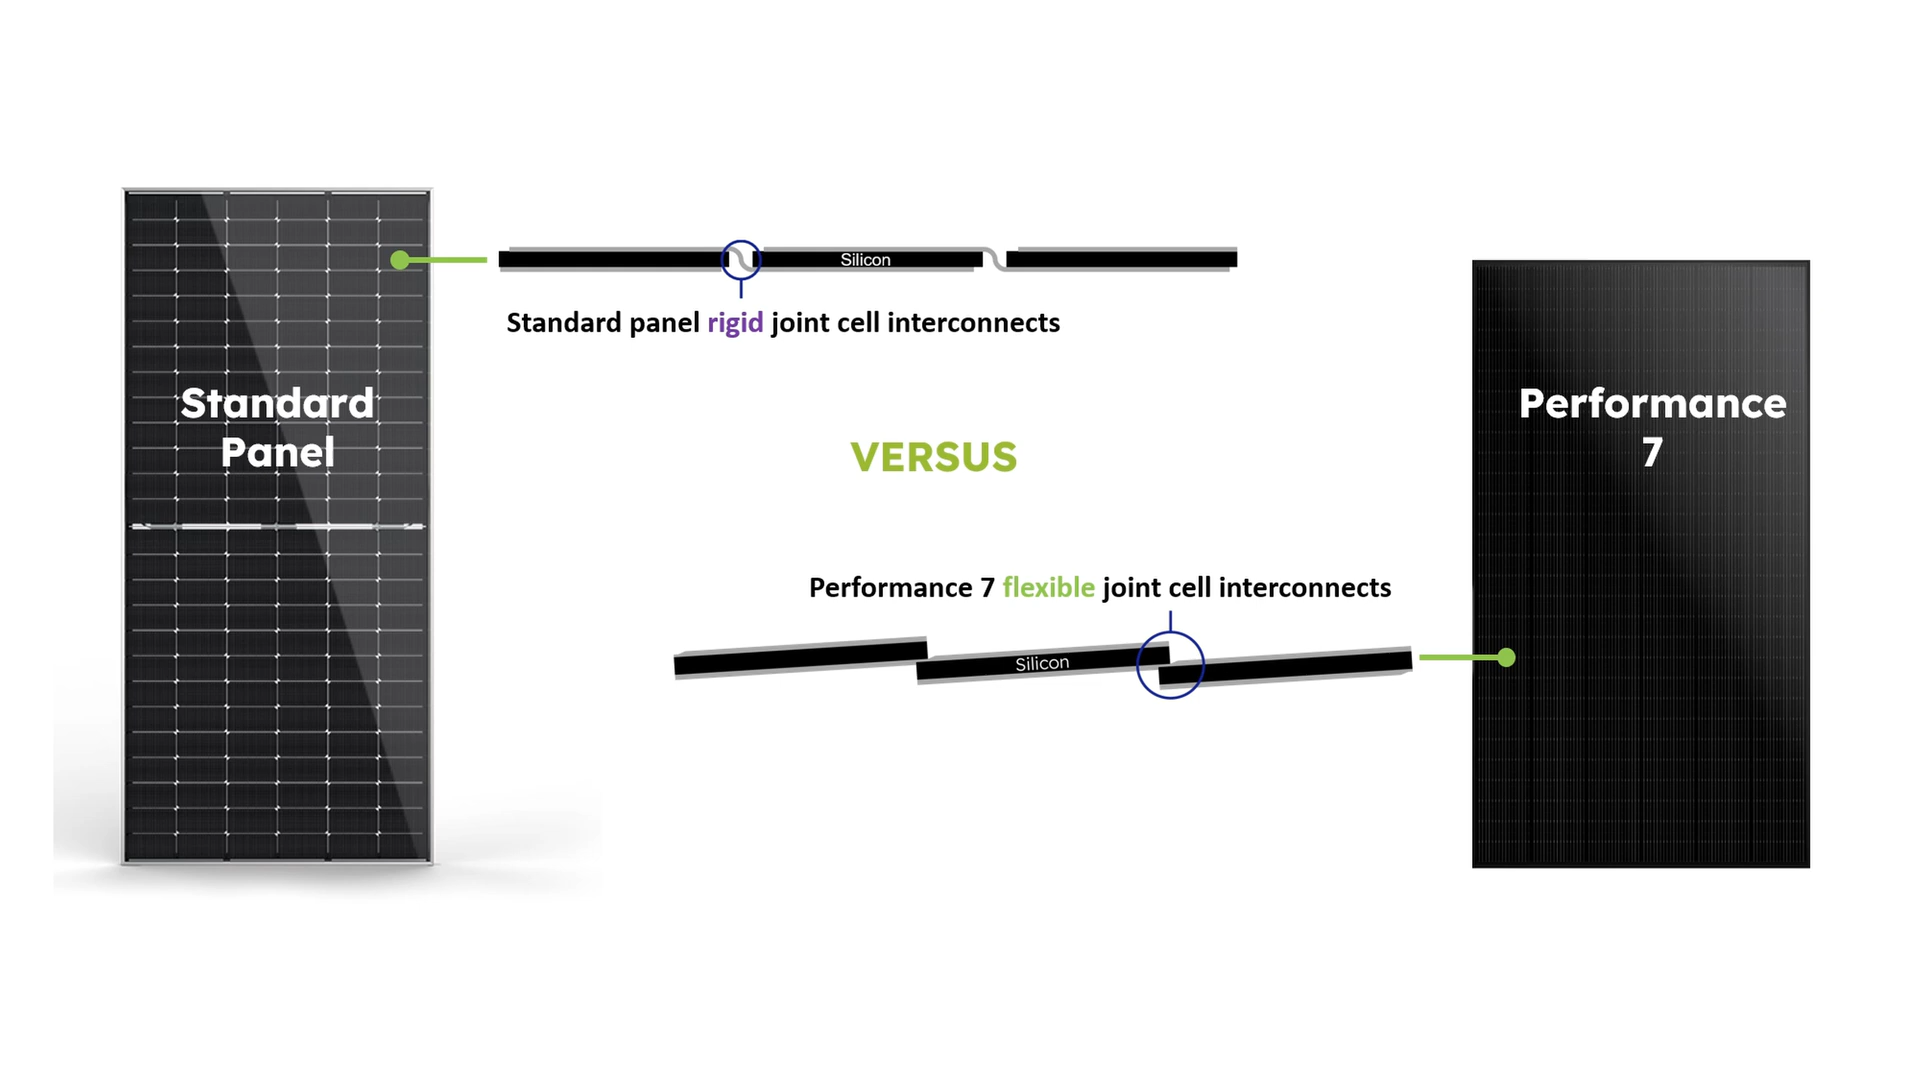 Silicon
Standard panel rigid joint cell interconnects
Standard
Panel
VERSUS
Performance
7
Performance 7 flexible joint cell interconnects
Silicon